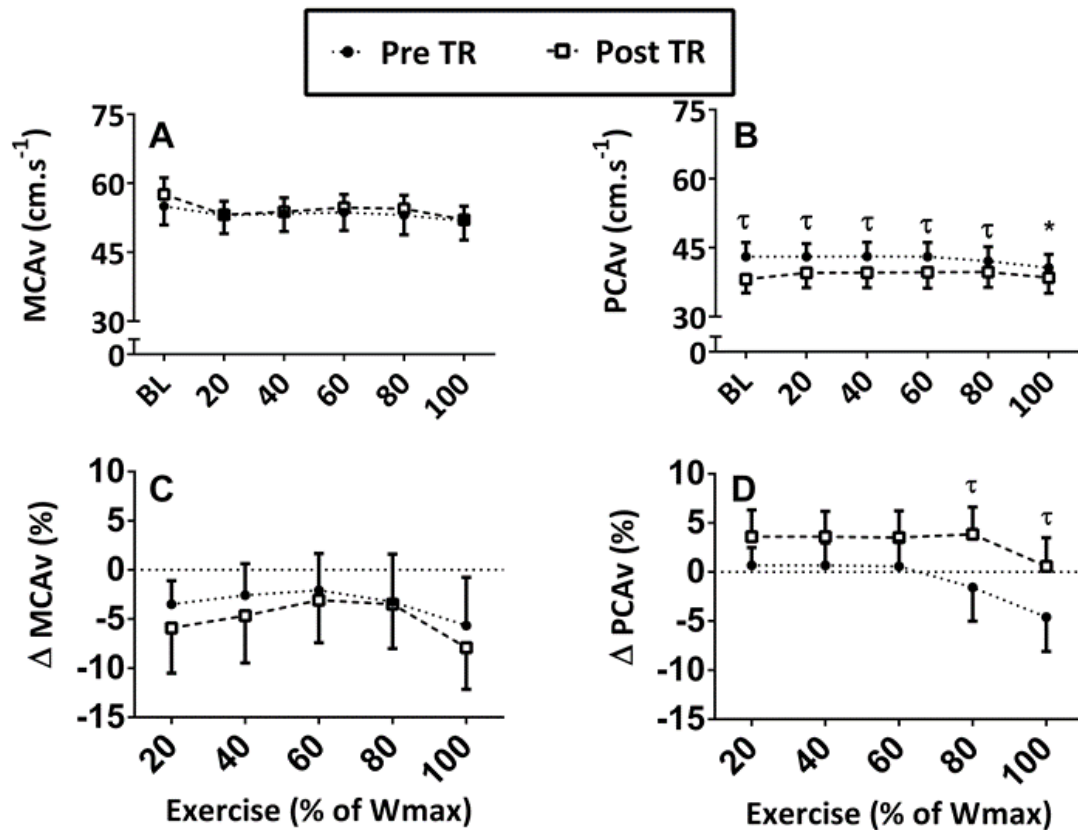 Pre TR Post TR
A
MCAv (cm.s-1)
75
60
45
30
0
BL 20 40 60 80 100
B
PCAv (cm.s-1)
75
60
45
30
0
τ τ τ τ τ *
BL 20 40 60 80 100
C
Δ MCAv (%)
10
5
0
-5
-10
-15
20 40 60 80 100
Exercise (% of Wmax)
D
Δ PCAv (%)
10
5
0
-5
-10
-15
τ τ
20 40 60 80 100
Exercise (% of Wmax)